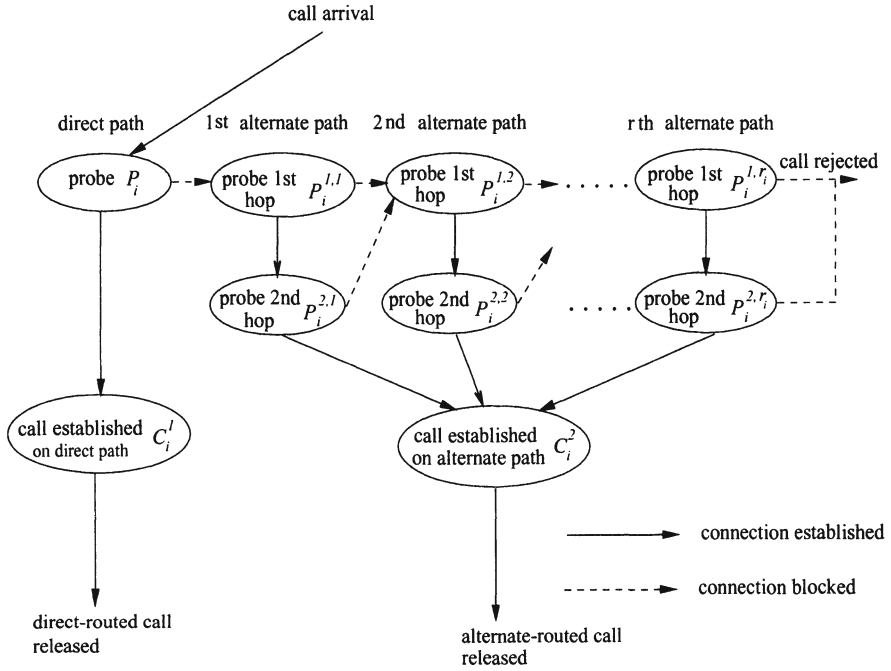 call arrival
direct path 1st alternate path 2nd alternate path r th alternate path
call rejected
probe P_i
probe 1st hop P_i^{1,1}
probe 1st hop P_i^{1,2}
. . . . .
probe 1st hop P_i^{1,r_i}
probe 2nd hop P_i^{2,1}
probe 2nd hop P_i^{2,2}
. . . . .
probe 2nd hop P_i^{2,r_i}
call established
on direct path C_i^1
call established
on alternate path C_i^2
connection established
connection blocked
direct-routed call
released
alternate-routed call
released